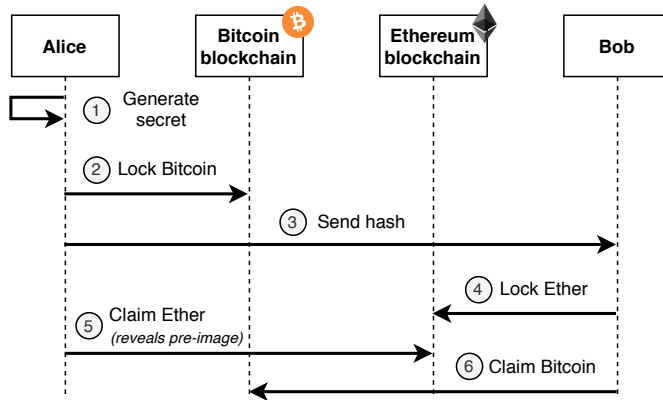 Alice
Bitcoin
blockchain
Ethereum
blockchain
Bob
1 Generate
secret
2 Lock Bitcoin
3 Send hash
4 Lock Ether
5 Claim Ether
(reveals pre-image)
6 Claim Bitcoin